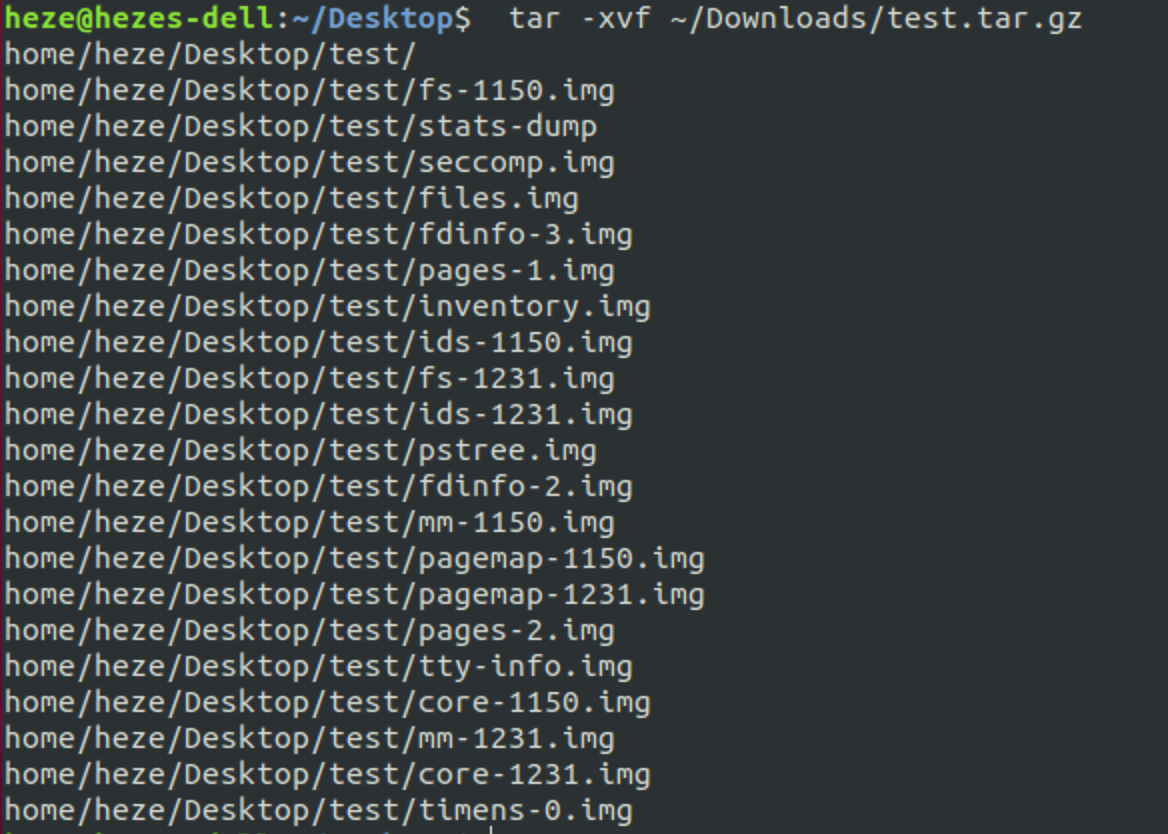 heze@hezes-dell:~/Desktop$  tar -xvf ~/Downloads/test.tar.gz
home/heze/Desktop/test/
home/heze/Desktop/test/fs-1150.img
home/heze/Desktop/test/stats-dump
home/heze/Desktop/test/seccomp.img
home/heze/Desktop/test/files.img
home/heze/Desktop/test/fdinfo-3.img
home/heze/Desktop/test/pages-1.img
home/heze/Desktop/test/inventory.img
home/heze/Desktop/test/ids-1150.img
home/heze/Desktop/test/fs-1231.img
home/heze/Desktop/test/ids-1231.img
home/heze/Desktop/test/pstree.img
home/heze/Desktop/test/fdinfo-2.img
home/heze/Desktop/test/mm-1150.img
home/heze/Desktop/test/pagemap-1150.img
home/heze/Desktop/test/pagemap-1231.img
home/heze/Desktop/test/pages-2.img
home/heze/Desktop/test/tty-info.img
home/heze/Desktop/test/core-1150.img
home/heze/Desktop/test/mm-1231.img
home/heze/Desktop/test/core-1231.img
home/heze/Desktop/test/timens-0.img